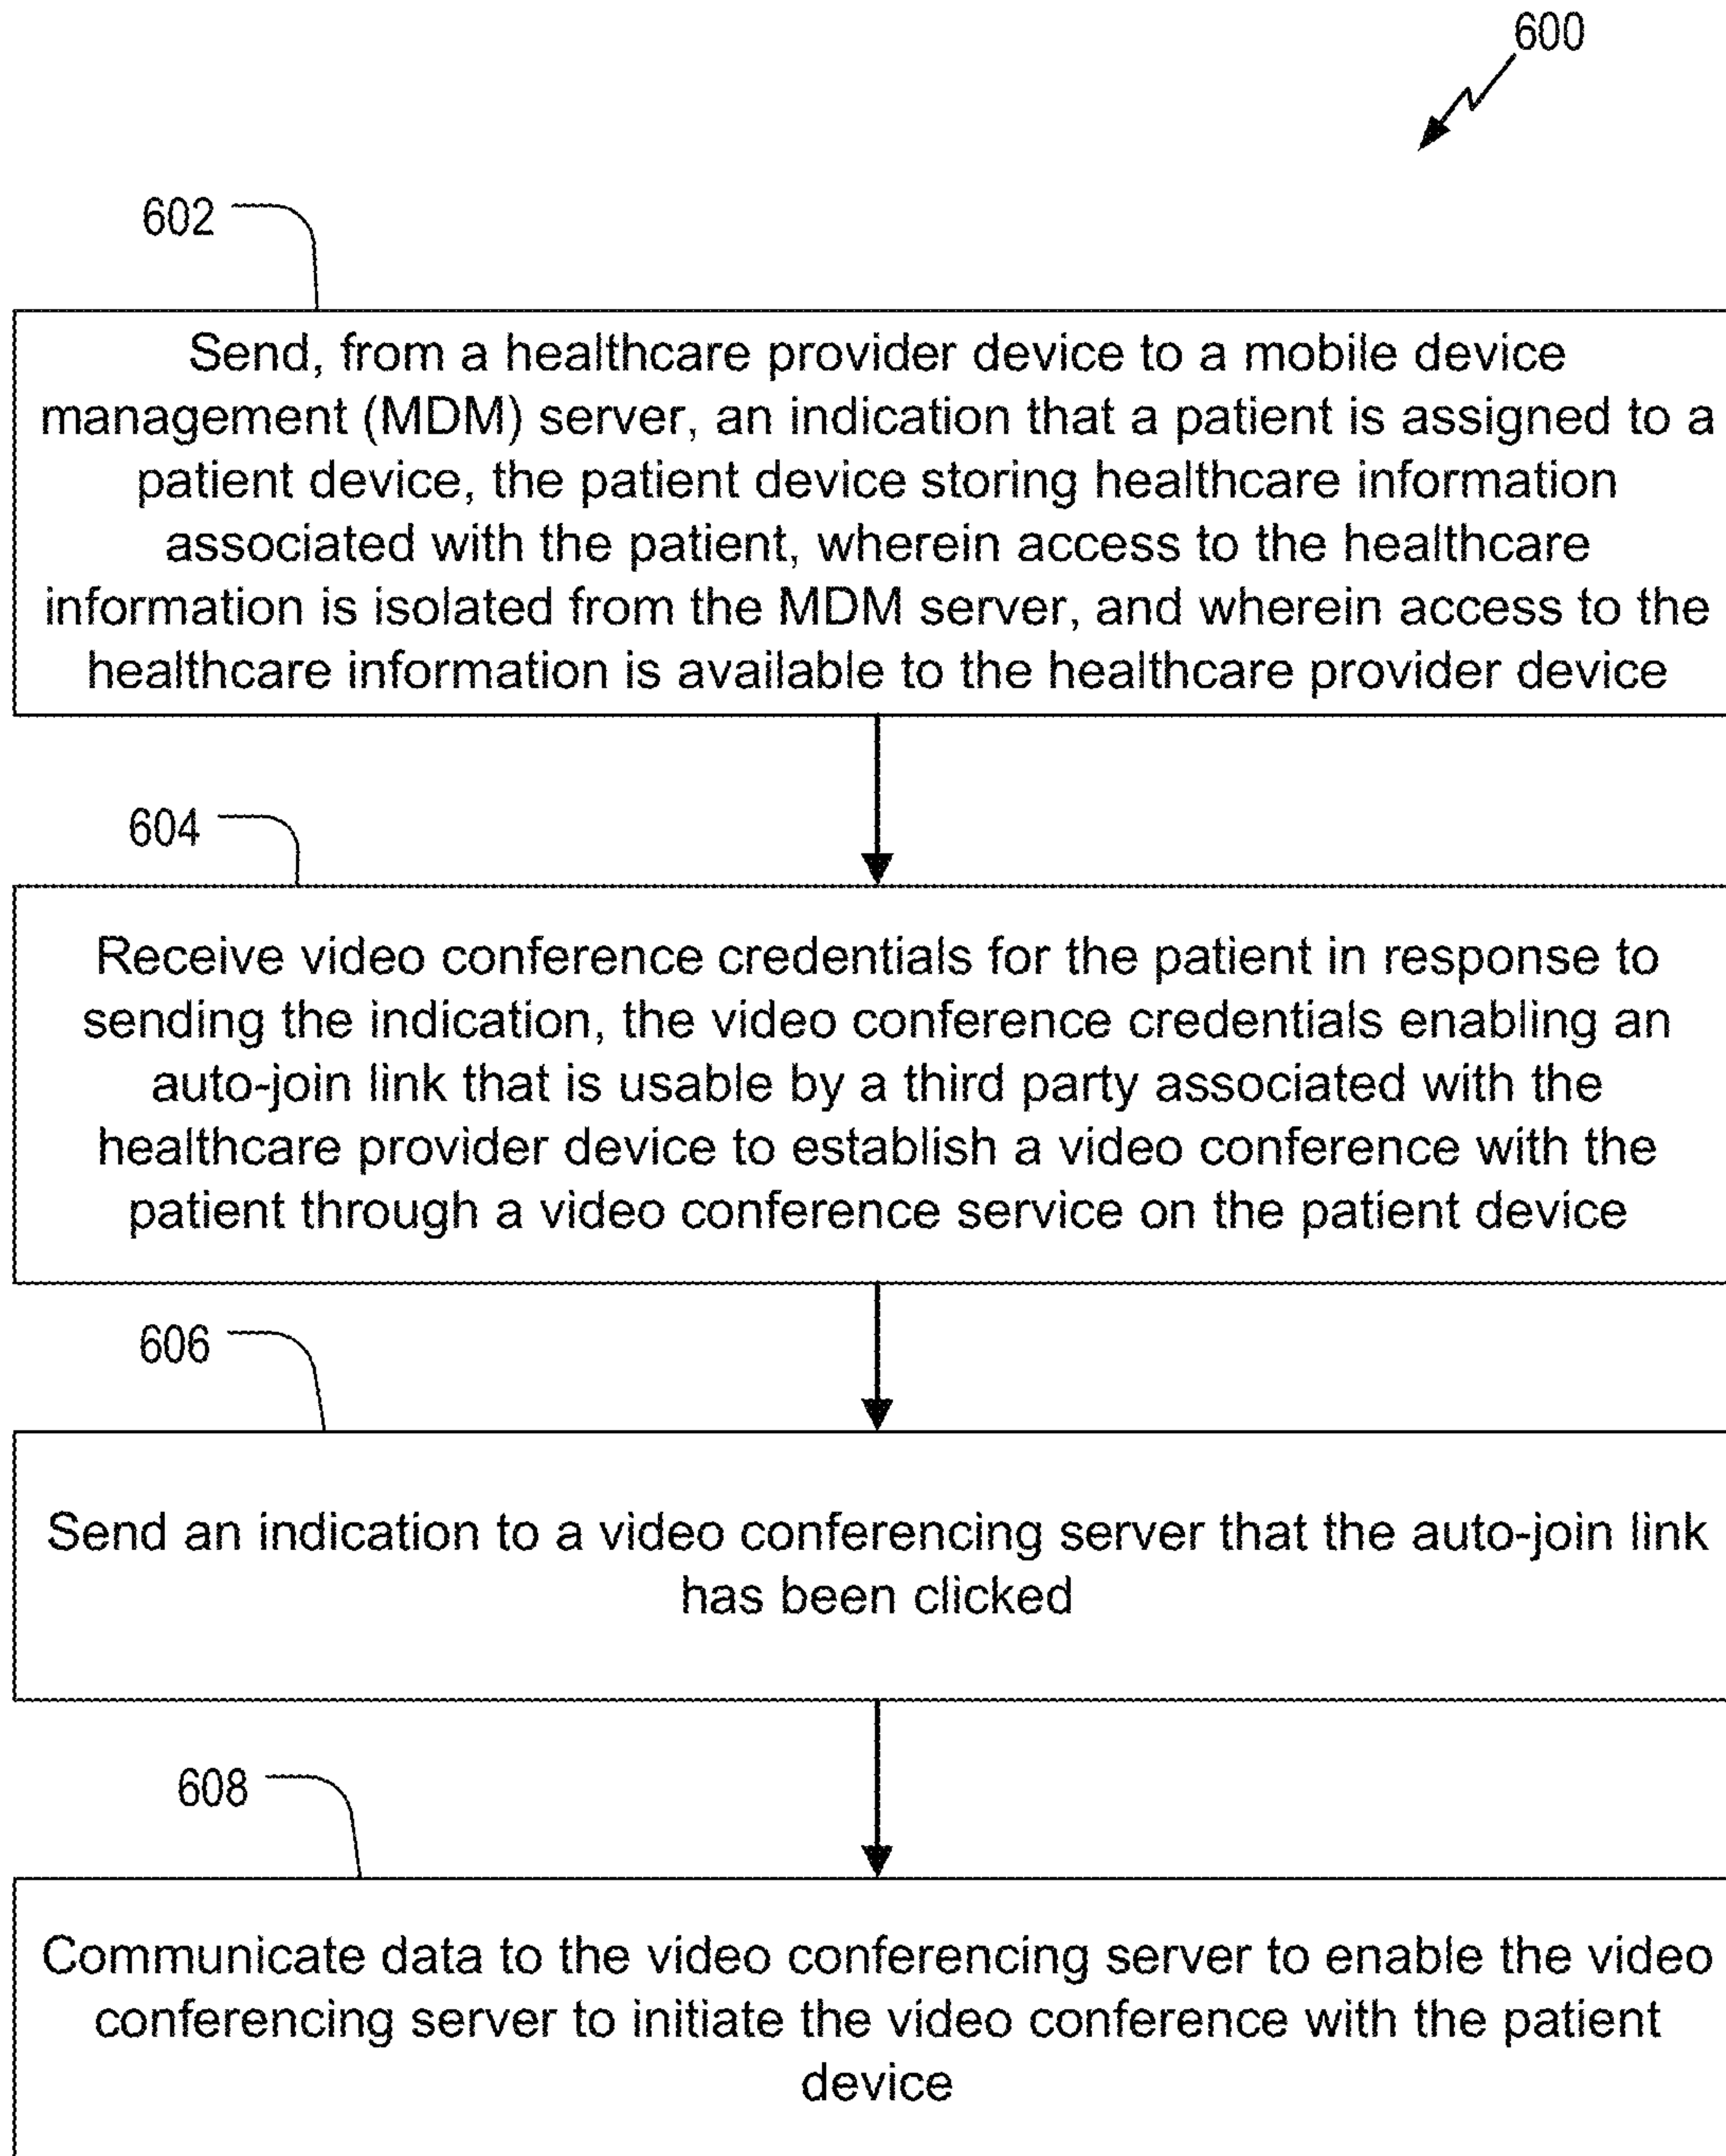 600
602
Send, from a healthcare provider device to a mobile device
management (MDM) server, an indication that a patient is assigned to a
patient device, the patient device storing healthcare information
associated with the patient, wherein access to the healthcare
information is isolated from the MDM server, and wherein access to the
healthcare information is available to the healthcare provider device
604
Receive video conference credentials for the patient in response to
sending the indication, the video conference credentials enabling an
auto-join link that is usable by a third party associated with the
healthcare provider device to establish a video conference with the
patient through a video conference service on the patient device
606
Send an indication to a video conferencing server that the auto-join link
has been clicked
608
Communicate data to the video conferencing server to enable the video
conferencing server to initiate the video conference with the patient
device